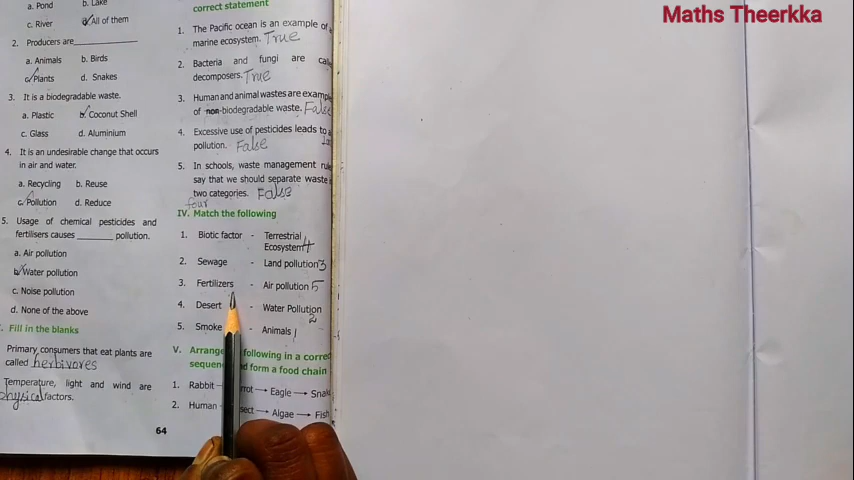 Maths Theerkka
a. Pond b. Lake
c. River d. All of them
2. Producers are
a. Animals b. Birds
c. Plants d. Snakes
3. It is a biodegradable waste.
a. Plastic b. Coconut Shell
c. Glass d. Aluminium
4. It is an undesirable change that occurs
in air and water.
a. Recycling b. Reuse
c. Pollution d. Reduce
5. Usage of chemical pesticides and
fertilisers causes ______ pollution.
a. Air pollution
b. Water pollution
c. Noise pollution
d. None of the above
Fill in the blanks
Primary consumers that eat plants are
called herbivores
Temperature, light and wind are
physical factors.
64
correct statement
1. The Pacific ocean is an example of
marine ecosystem. True
2. Bacteria and fungi are
decomposers. True
3. Human and animal wastes are
of non-biodegradable waste. False
4. Excessive use of pesticides leads to
pollution. False
5. In schools, waste management
say that we should separate waste
two categories. False
four
IV. Match the following
1. Biotic factor - Terrestrial
Ecosystem 4
2. Sewage - Land pollution 3
3. Fertilizers - Air pollution 5
4. Desert - Water Pollution
2
5. Smoke - Animals 1
V. following in a
and form a food chain
1. Rabbit → → Eagle →
2. Human → Algae → Fish